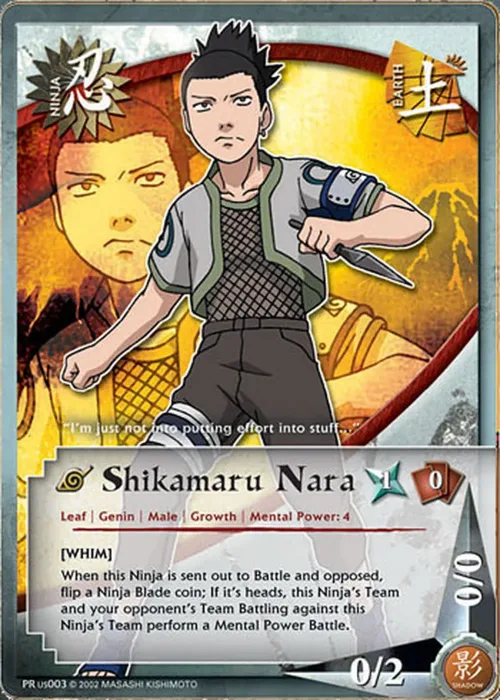 NINJA
忍
EARTH
土
"I'm just not into putting effort into stuff..."
Shikamaru Nara 1 0
Leaf | Genin | Male | Growth | Mental Power: 4
[WHIM]
When this Ninja is sent out to Battle and opposed,
flip a Ninja Blade coin; If it's heads, this Ninja's Team
and your opponent's Team Battling against this
Ninja's Team perform a Mental Power Battle.
0/0
0/2
影
SHADOW
PR US003 © 2002 MASASHI KISHIMOTO